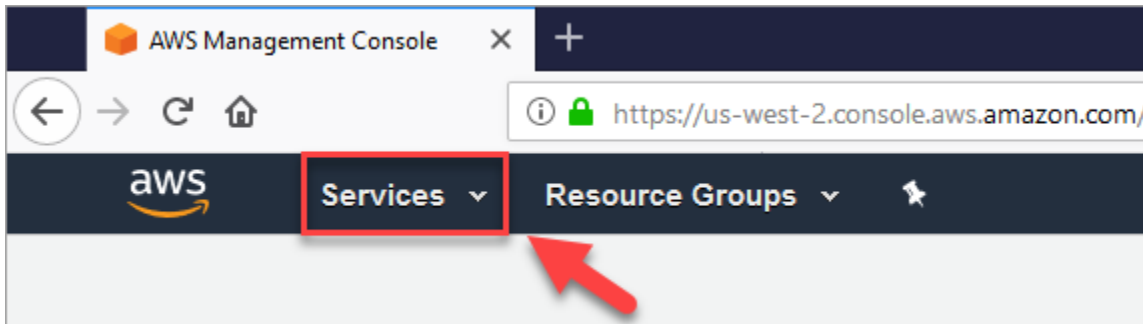 AWS Management Console
https://us-west-2.console.aws.amazon.com/
aws
Services
Resource Groups